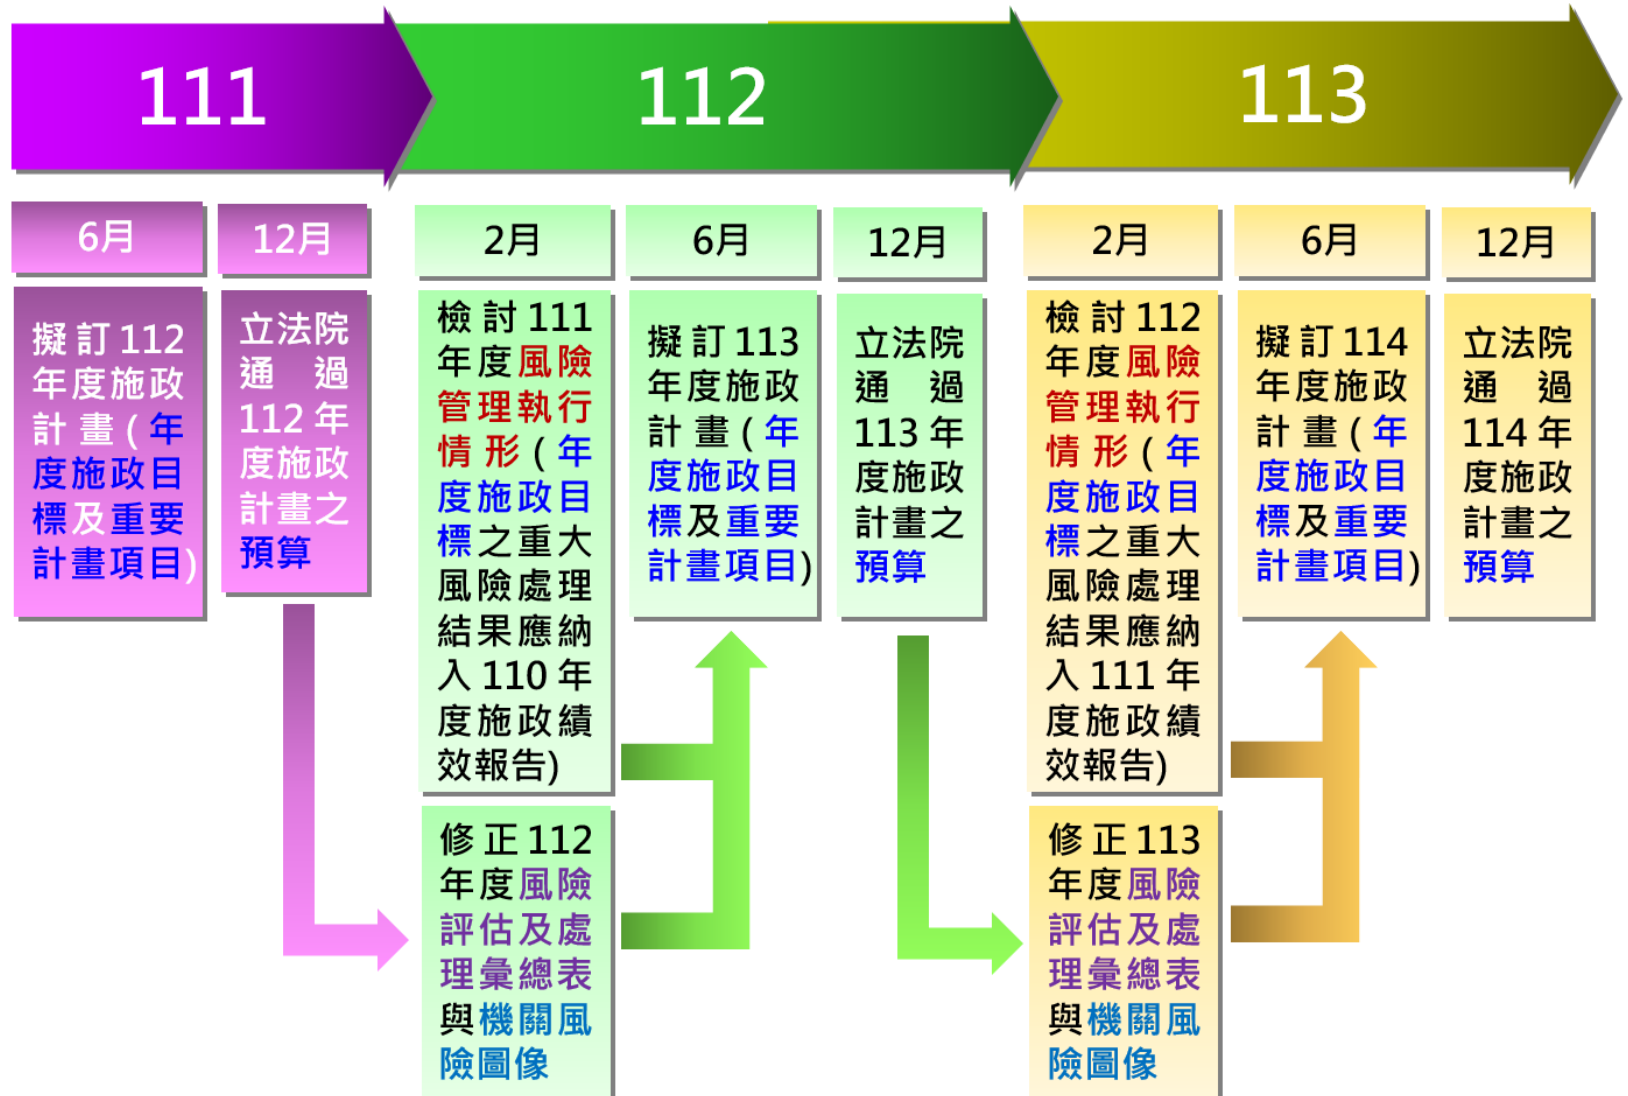 111
112
113
6月
擬訂112
年度施政
計畫(年
度施政目
標及重要
計畫項目)
12月
立法院
通過
112年
度施政
計畫之
預算
2月
檢討111
年度風險
管理執行
情形(年
度施政目
標之重大
風險處理
結果應納
入110年
度施政績
效報告)
修正112
年度風險
評估及處
理彙總表
與機關風
險圖像
6月
擬訂113
年度施政
計畫(年
度施政目
標及重要
計畫項目)
12月
立法院
通過
113年
度施政
計畫之
預算
2月
檢討112
年度風險
管理執行
情形(年
度施政目
標之重大
風險處理
結果應納
入111年
度施政績
效報告)
修正113
年度風險
評估及處
理彙總表
與機關風
險圖像
6月
擬訂114
年度施政
計畫(年
度施政目
標及重要
計畫項目)
12月
立法院
通過
114年
度施政
計畫之
預算